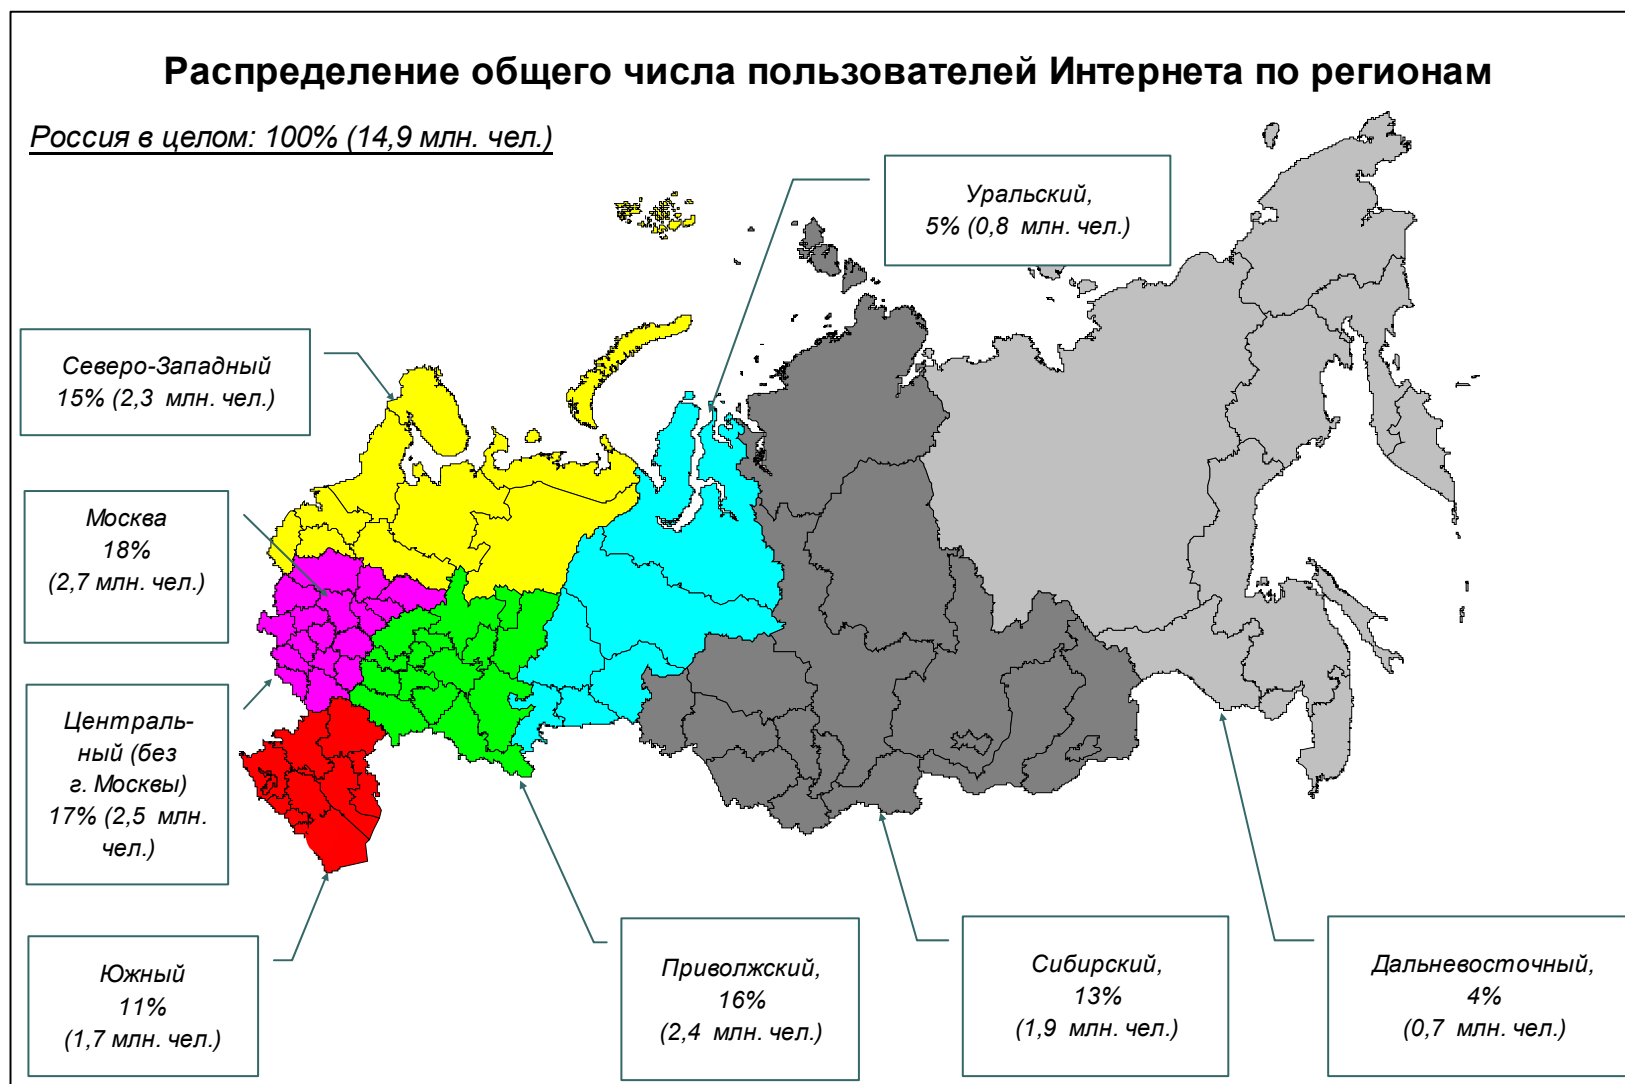 Распределение общего числа пользователей Интернета по регионам
Россия в целом: 100% (14,9 млн. чел.)
Уральский,
5% (0,8 млн. чел.)
Северо-Западный
15% (2,3 млн. чел.)
Москва
18%
(2,7 млн. чел.)
Централь-
ный (без
г. Москвы)
17% (2,5 млн.
чел.)
Южный
11%
(1,7 млн. чел.)
Приволжский,
16%
(2,4 млн. чел.)
Сибирский,
13%
(1,9 млн. чел.)
Дальневосточный,
4%
(0,7 млн. чел.)